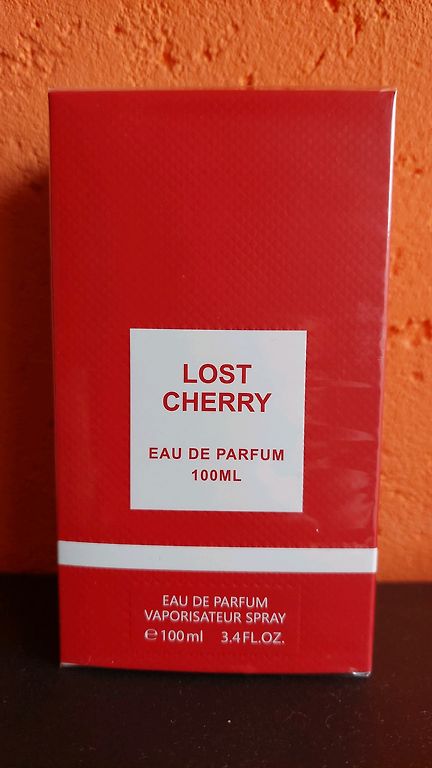 LOST
CHERRY
EAU DE PARFUM
100ML
EAU DE PARFUM
VAPORISATEUR SPRAY
℮100ml 3.4FL.OZ.